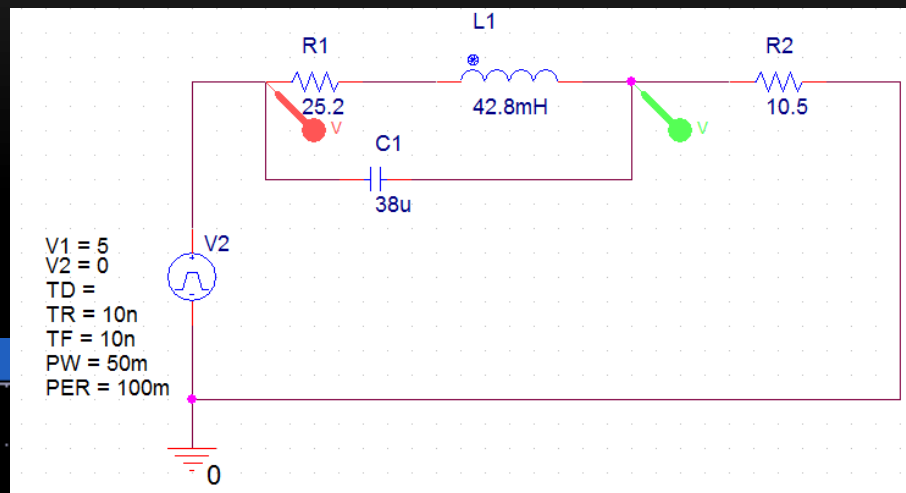 L1
R1
R2
25.2
42.8mH
10.5
V
V
C1
38u
V1 = 5
V2
V2 = 0
TD =
TR = 10n
TF = 10n
PW = 50m
PER = 100m
0